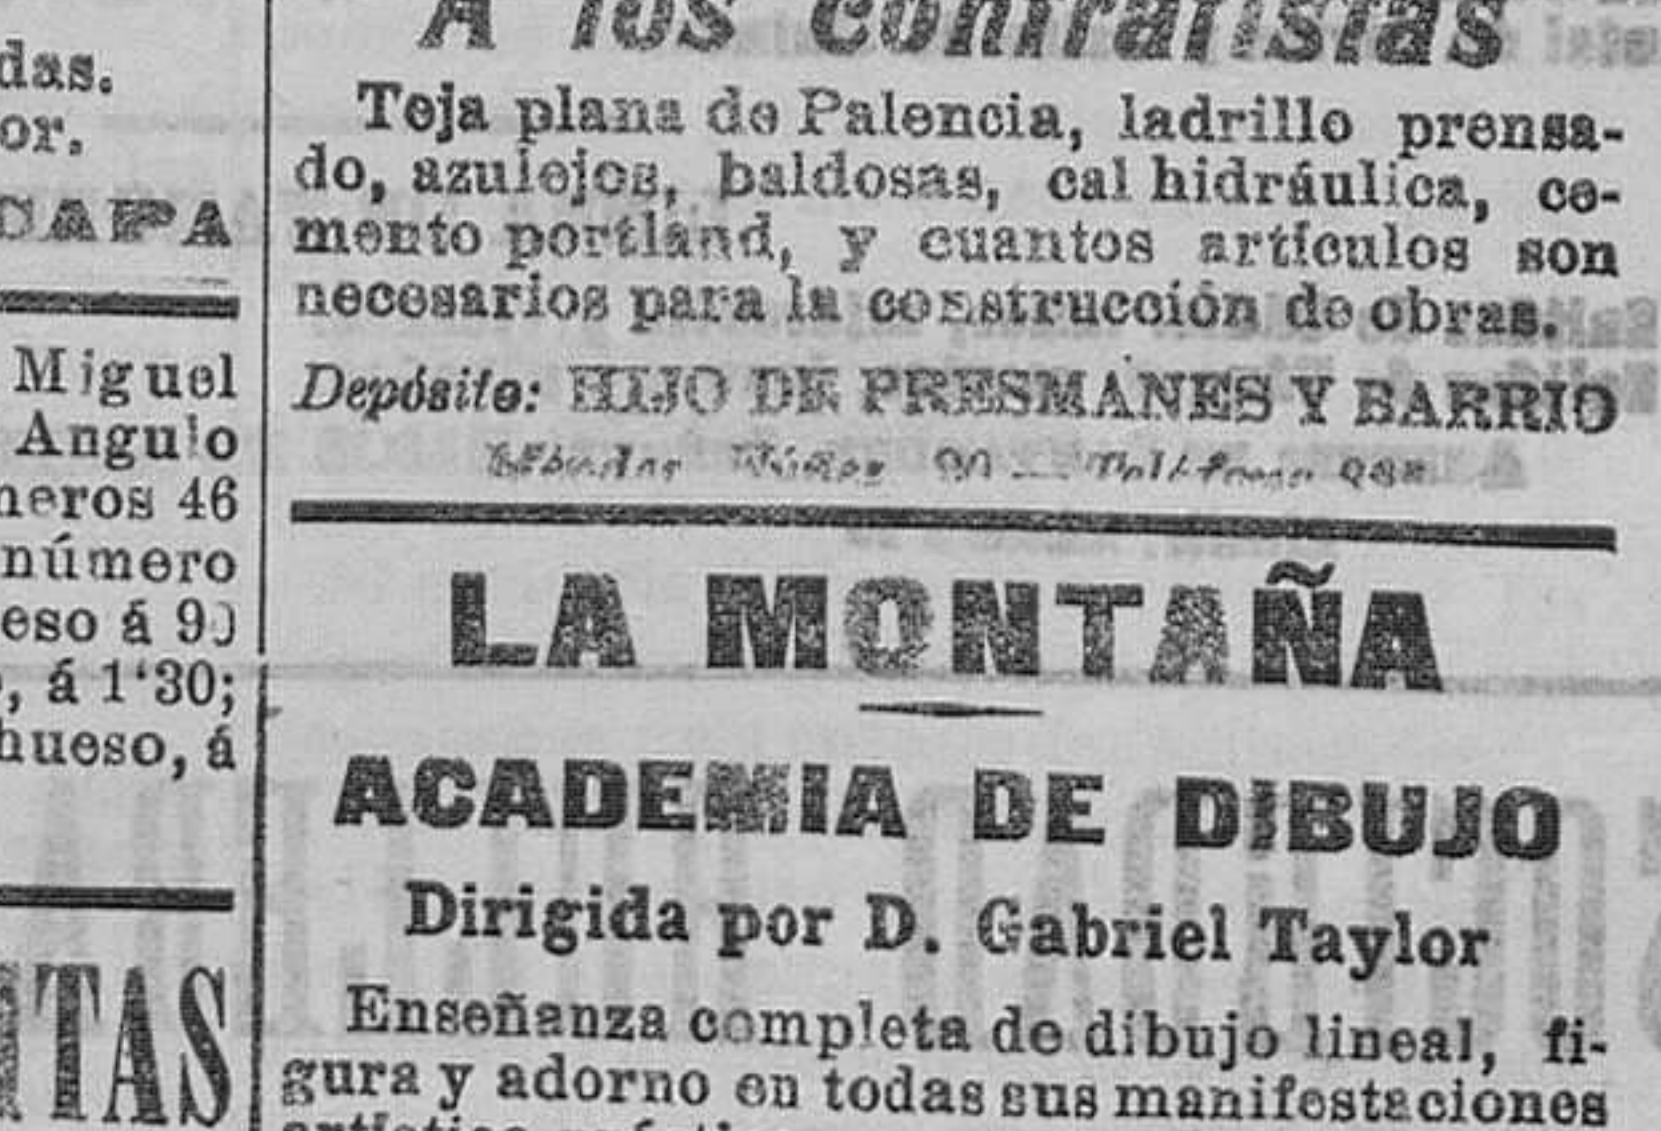 das.
or.
CAPA
Miguel
Angulo
neros 46
número
eso á 90
, á 1'30;
hueso, á
TAS
A los contratistas
Teja plana de Palencia, ladrillo prensa-
do, azulejos, baldosas, cal hidráulica, ce-
mento portland, y cuantos artículos son
necesarios para la construcción de obras.
Depósito: HIJO DE PRESMANES Y BARRIO
LA MONTAÑA
ACADEMIA DE DIBUJO
Dirigida por D. Gabriel Taylor
Enseñanza completa de dibujo lineal, fi-
gura y adorno en todas sus manifestaciones